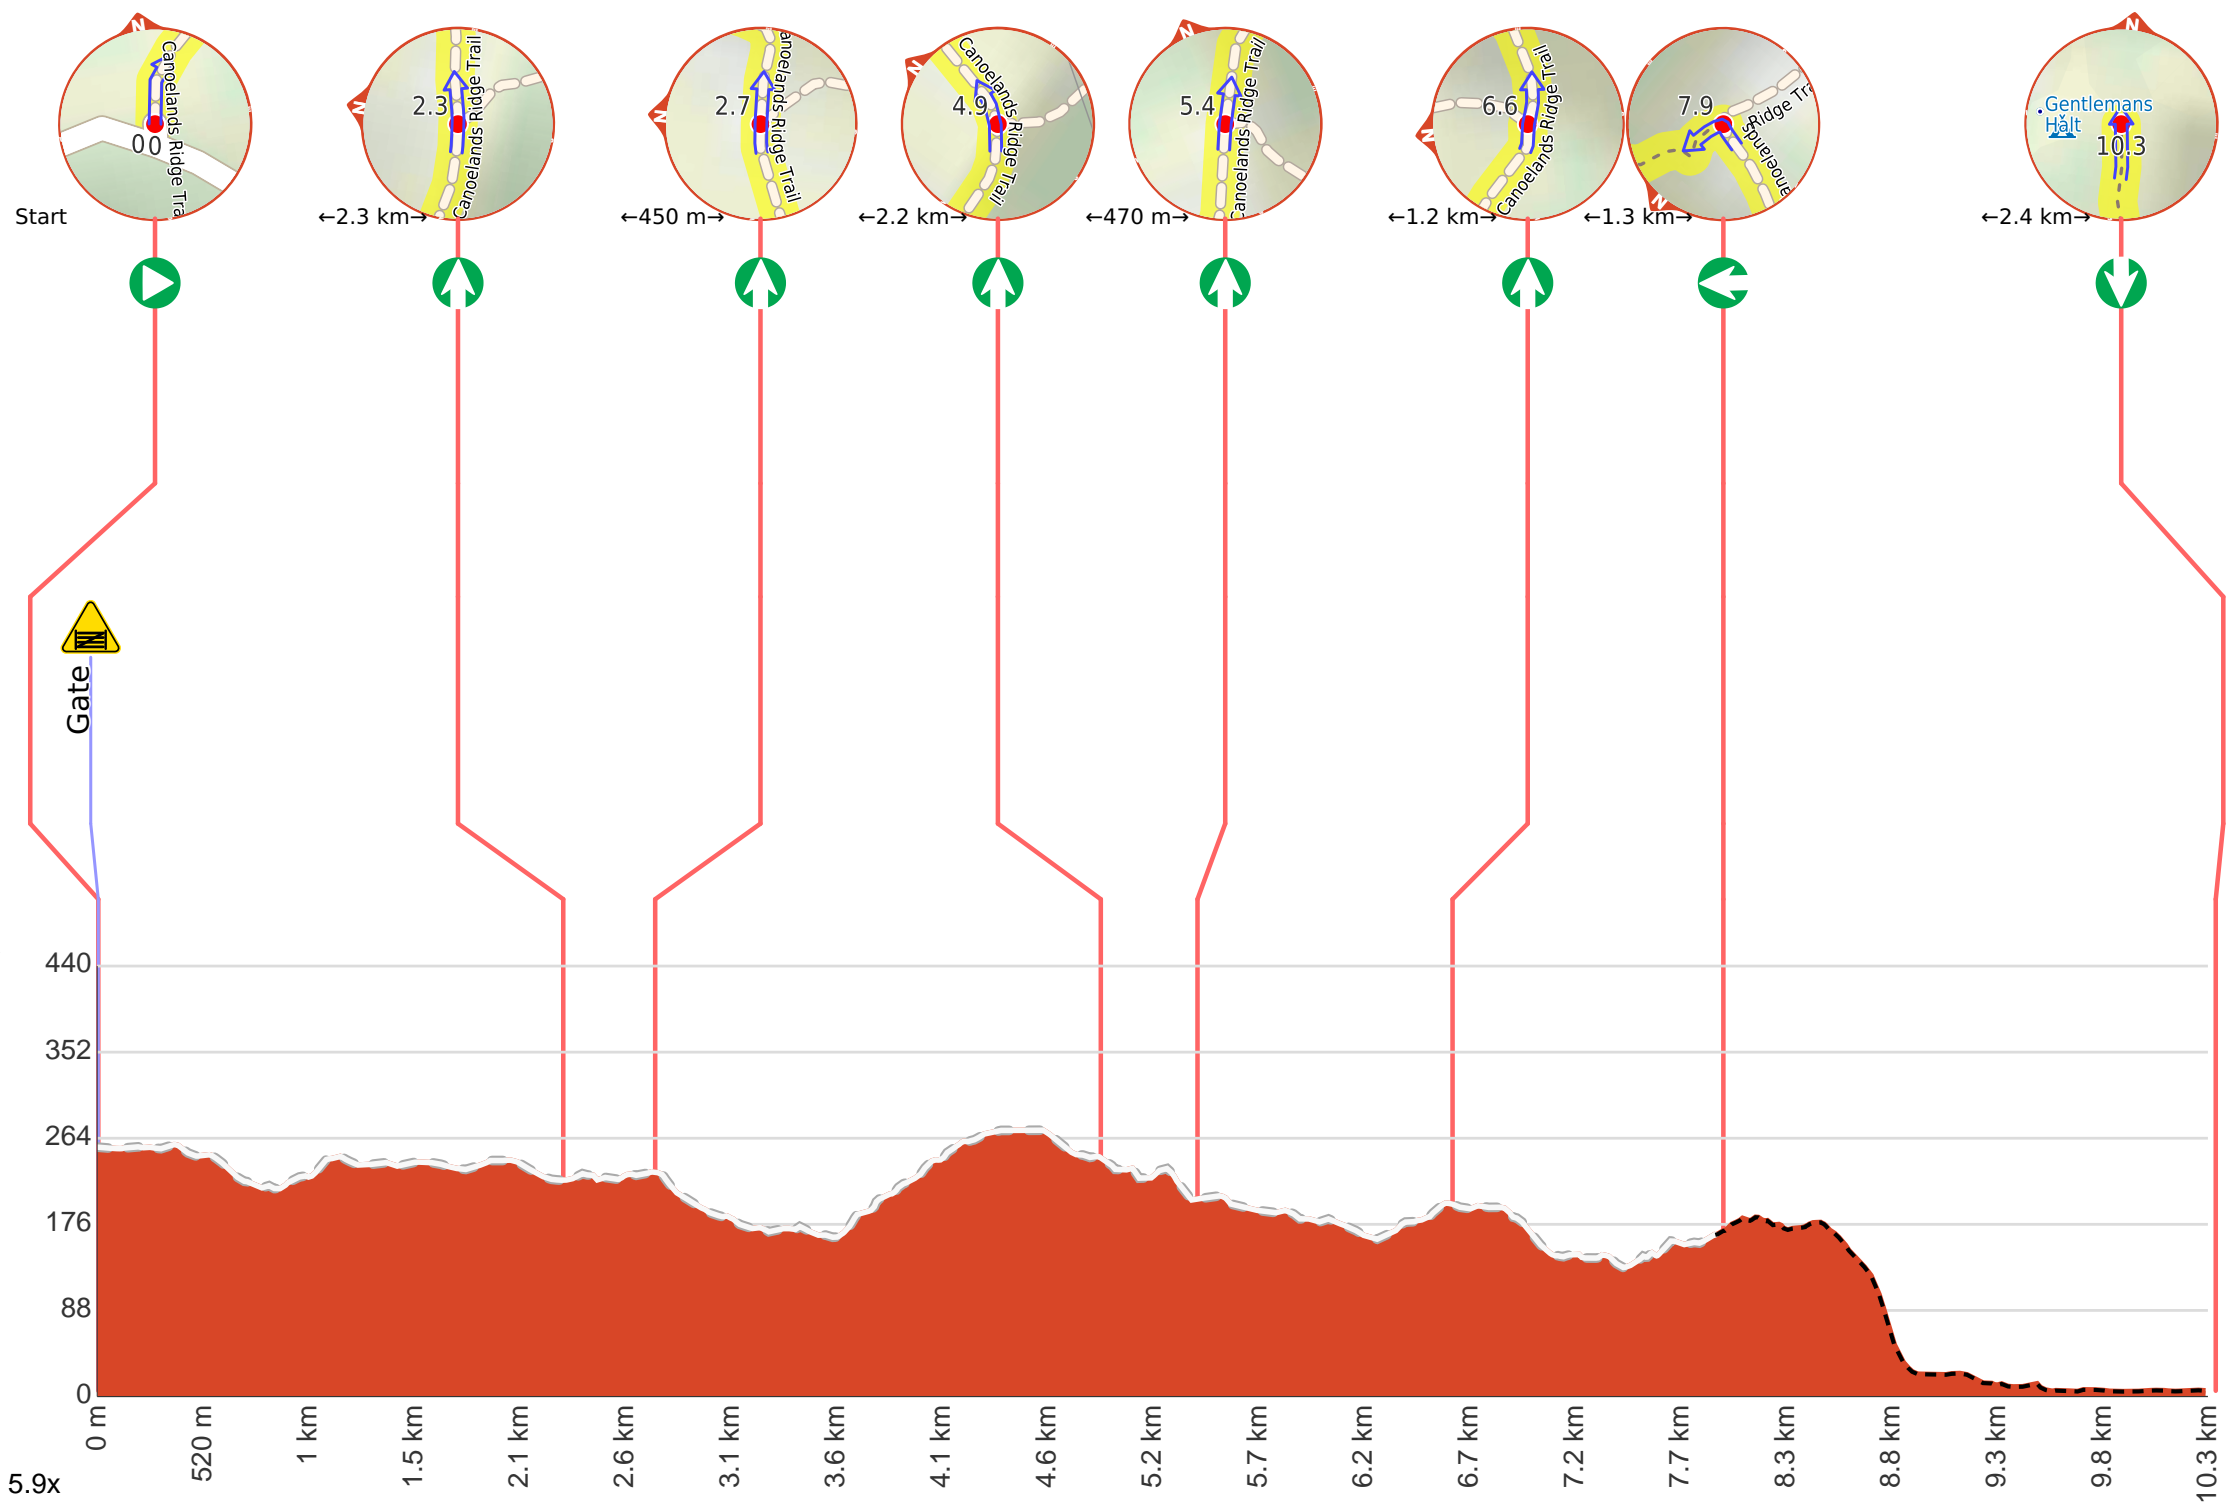 N
N
N
N
N
N
N
N
Canoelands Ridge Tra
00
2.3
Canoelands Ridge Trail
2.7
anoelands Ridge Trail
4.9
Canoelands Ridge Trail
5.4
Canoelands Ridge Trail
6.6
Canoelands Ridge Trail
7.9
Ridge Tra
anoelands
Gentlemans
Halt
10.3
Start
←2.3 km→
←450 m→
←2.2 km→
←470 m→
←1.2 km→
←1.3 km→
←2.4 km→
Gate
440
352
264
176
88
0
0 m
520 m
1 km
1.5 km
2.1 km
2.6 km
3.1 km
3.6 km
4.1 km
4.6 km
5.2 km
5.7 km
6.2 km
6.7 km
7.2 km
7.7 km
8.3 km
8.8 km
9.3 km
9.8 km
10.3 km
5.9x